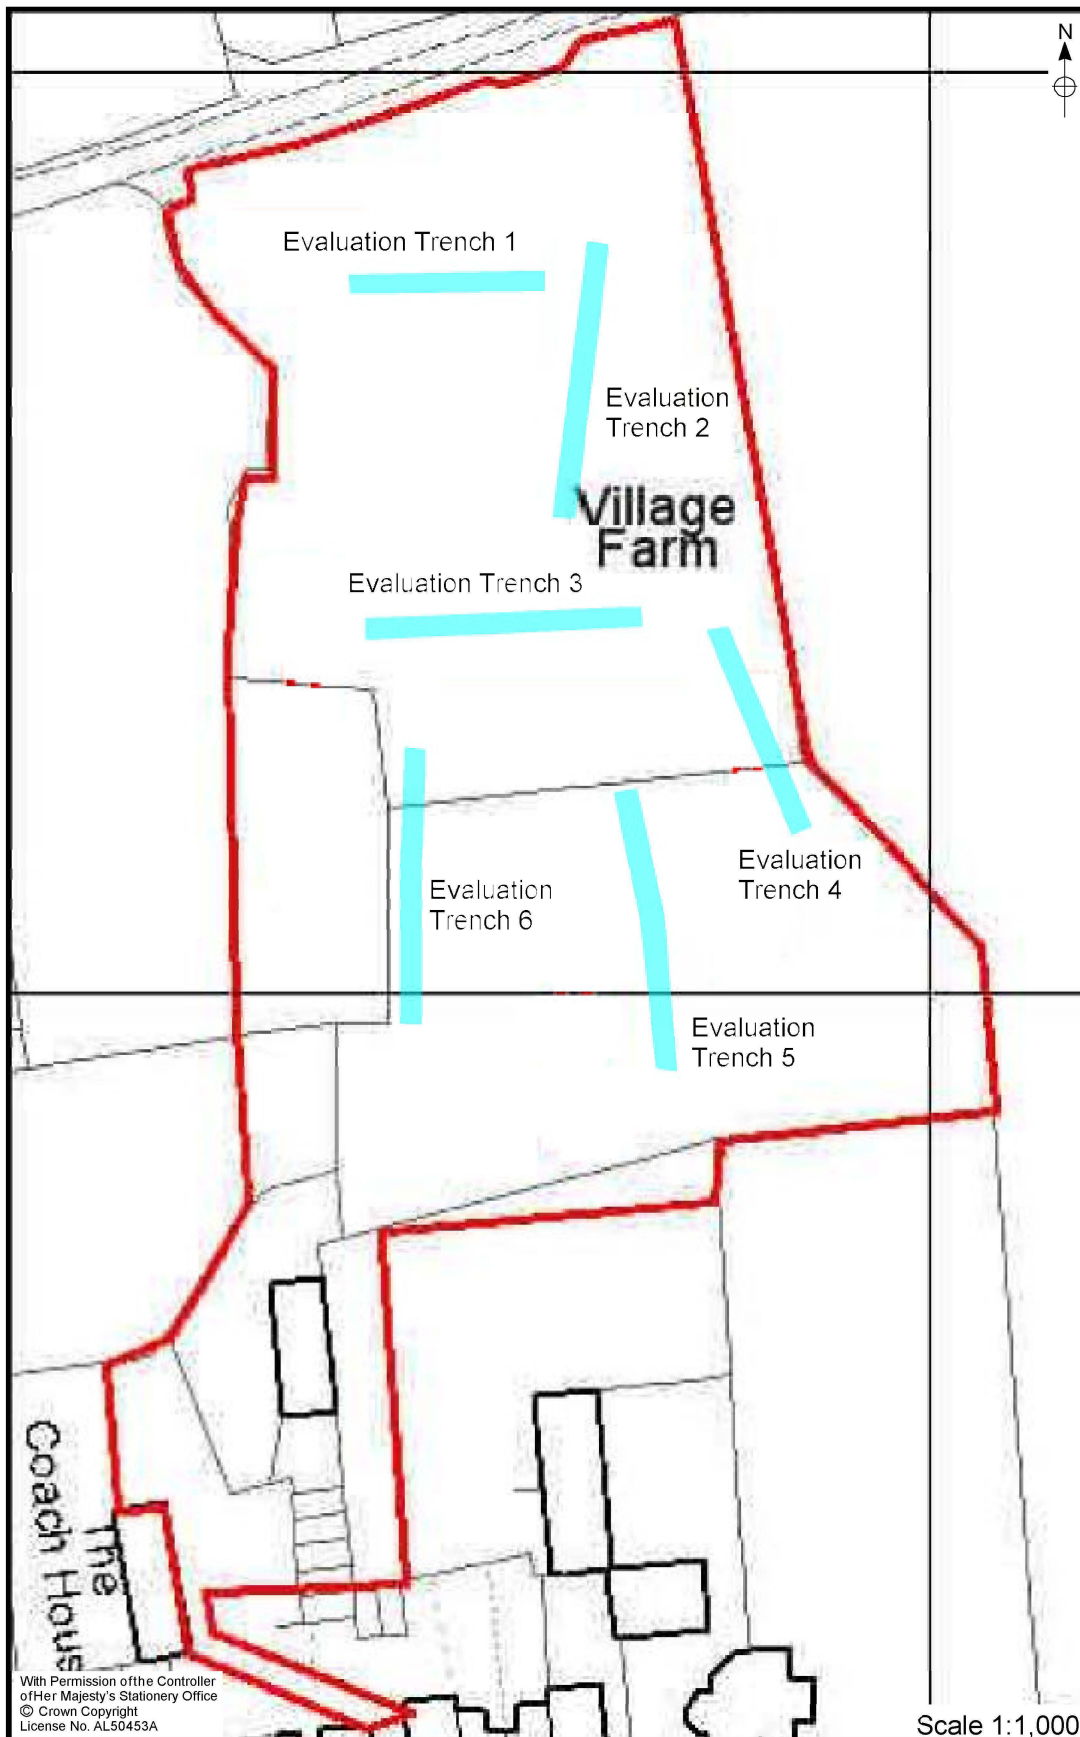 N
Evaluation Trench 1
Evaluation
Trench 2
Village
Farm
Evaluation Trench 3
Evaluation
Trench 4
Evaluation
Trench 6
Evaluation
Trench 5
The
Coach Hous
With Permission of the Controller
of Her Majesty's Stationery Office
© Crown Copyright
License No. AL50453A
Scale 1:1,000